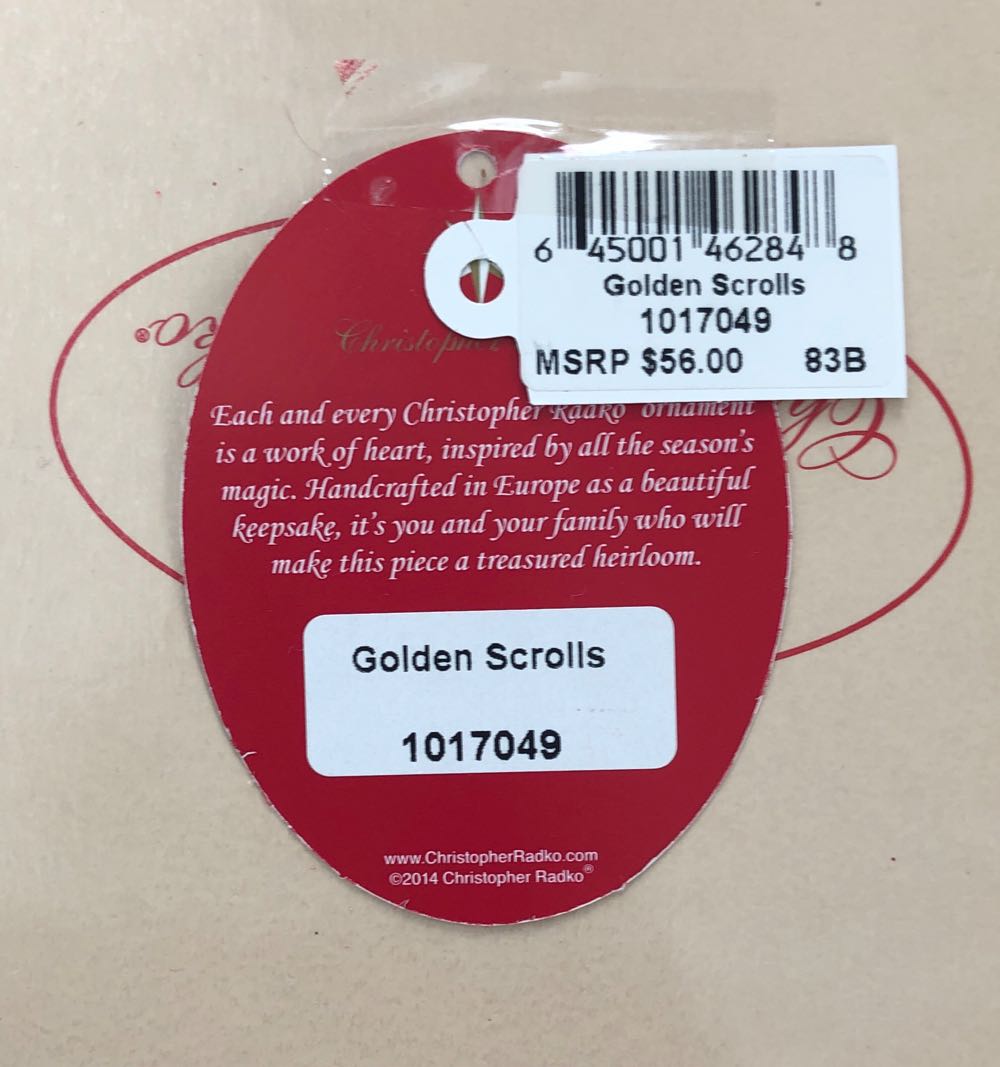 6 45001 46284 8
Golden Scrolls
1017049
MSRP $56.00 83B
Each and every Christopher Radko ornament
is a work of heart, inspired by all the season's
magic. Handcrafted in Europe as a beautiful
keepsake, it's you and your family who will
make this piece a treasured heirloom.
Golden Scrolls
1017049
www.ChristopherRadko.com
©2014 Christopher Radko®